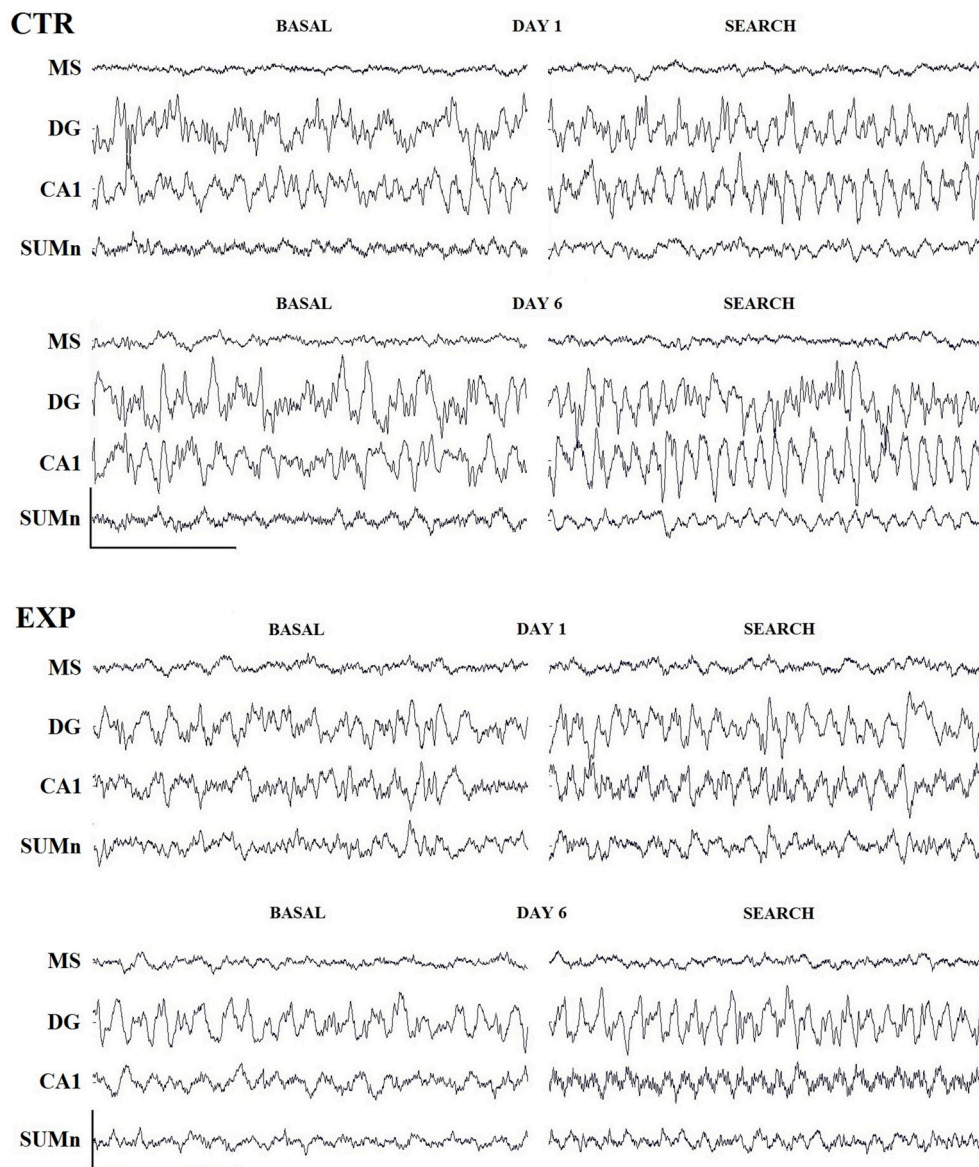 CTR
BASAL DAY 1 SEARCH
MS
DG
CA1
SUMn
BASAL DAY 6 SEARCH
MS
DG
CA1
SUMn
EXP
BASAL DAY 1 SEARCH
MS
DG
CA1
SUMn
BASAL DAY 6 SEARCH
MS
DG
CA1
SUMn